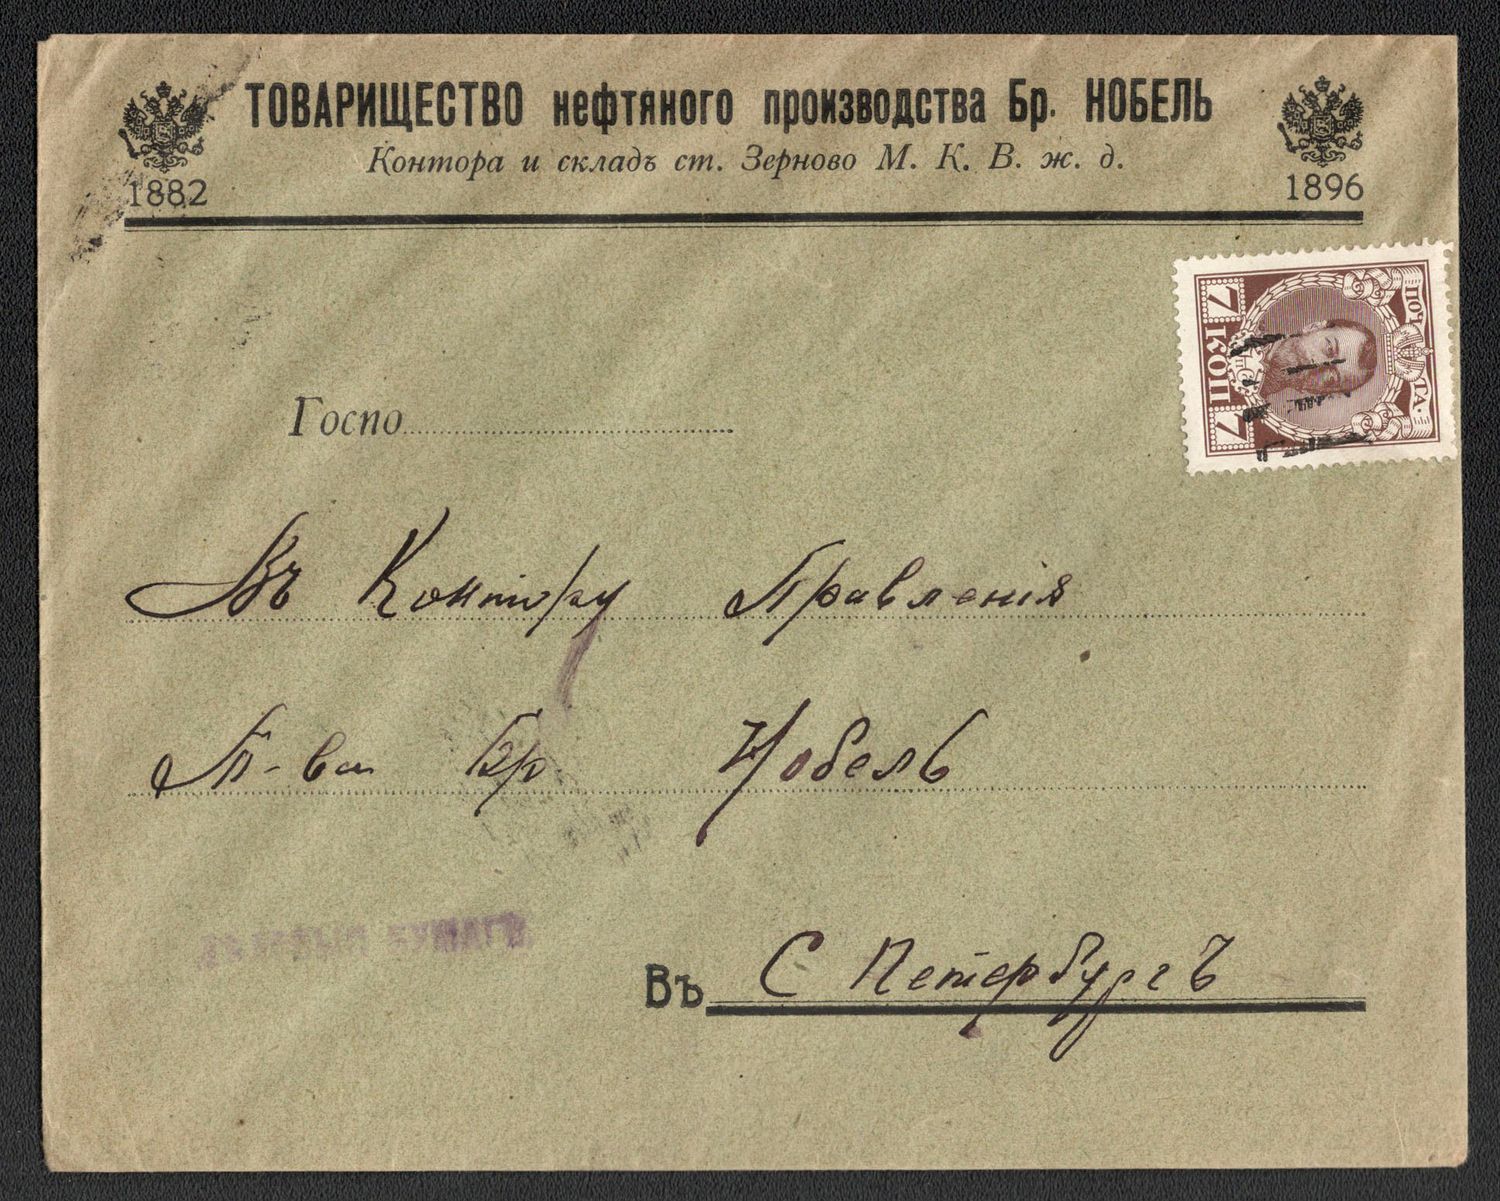 ТОВАРИЩЕСТВО нефтяного производства Бр. НОБЕЛЬ
Контора и складъ ст. Зерново М. К. В. ж. д.
1882
1896
ПОЧТА
7 КОП 7
Госпо
Въ Контору Правленія
Т-ва Бр Нобель
Въ С Петербургъ